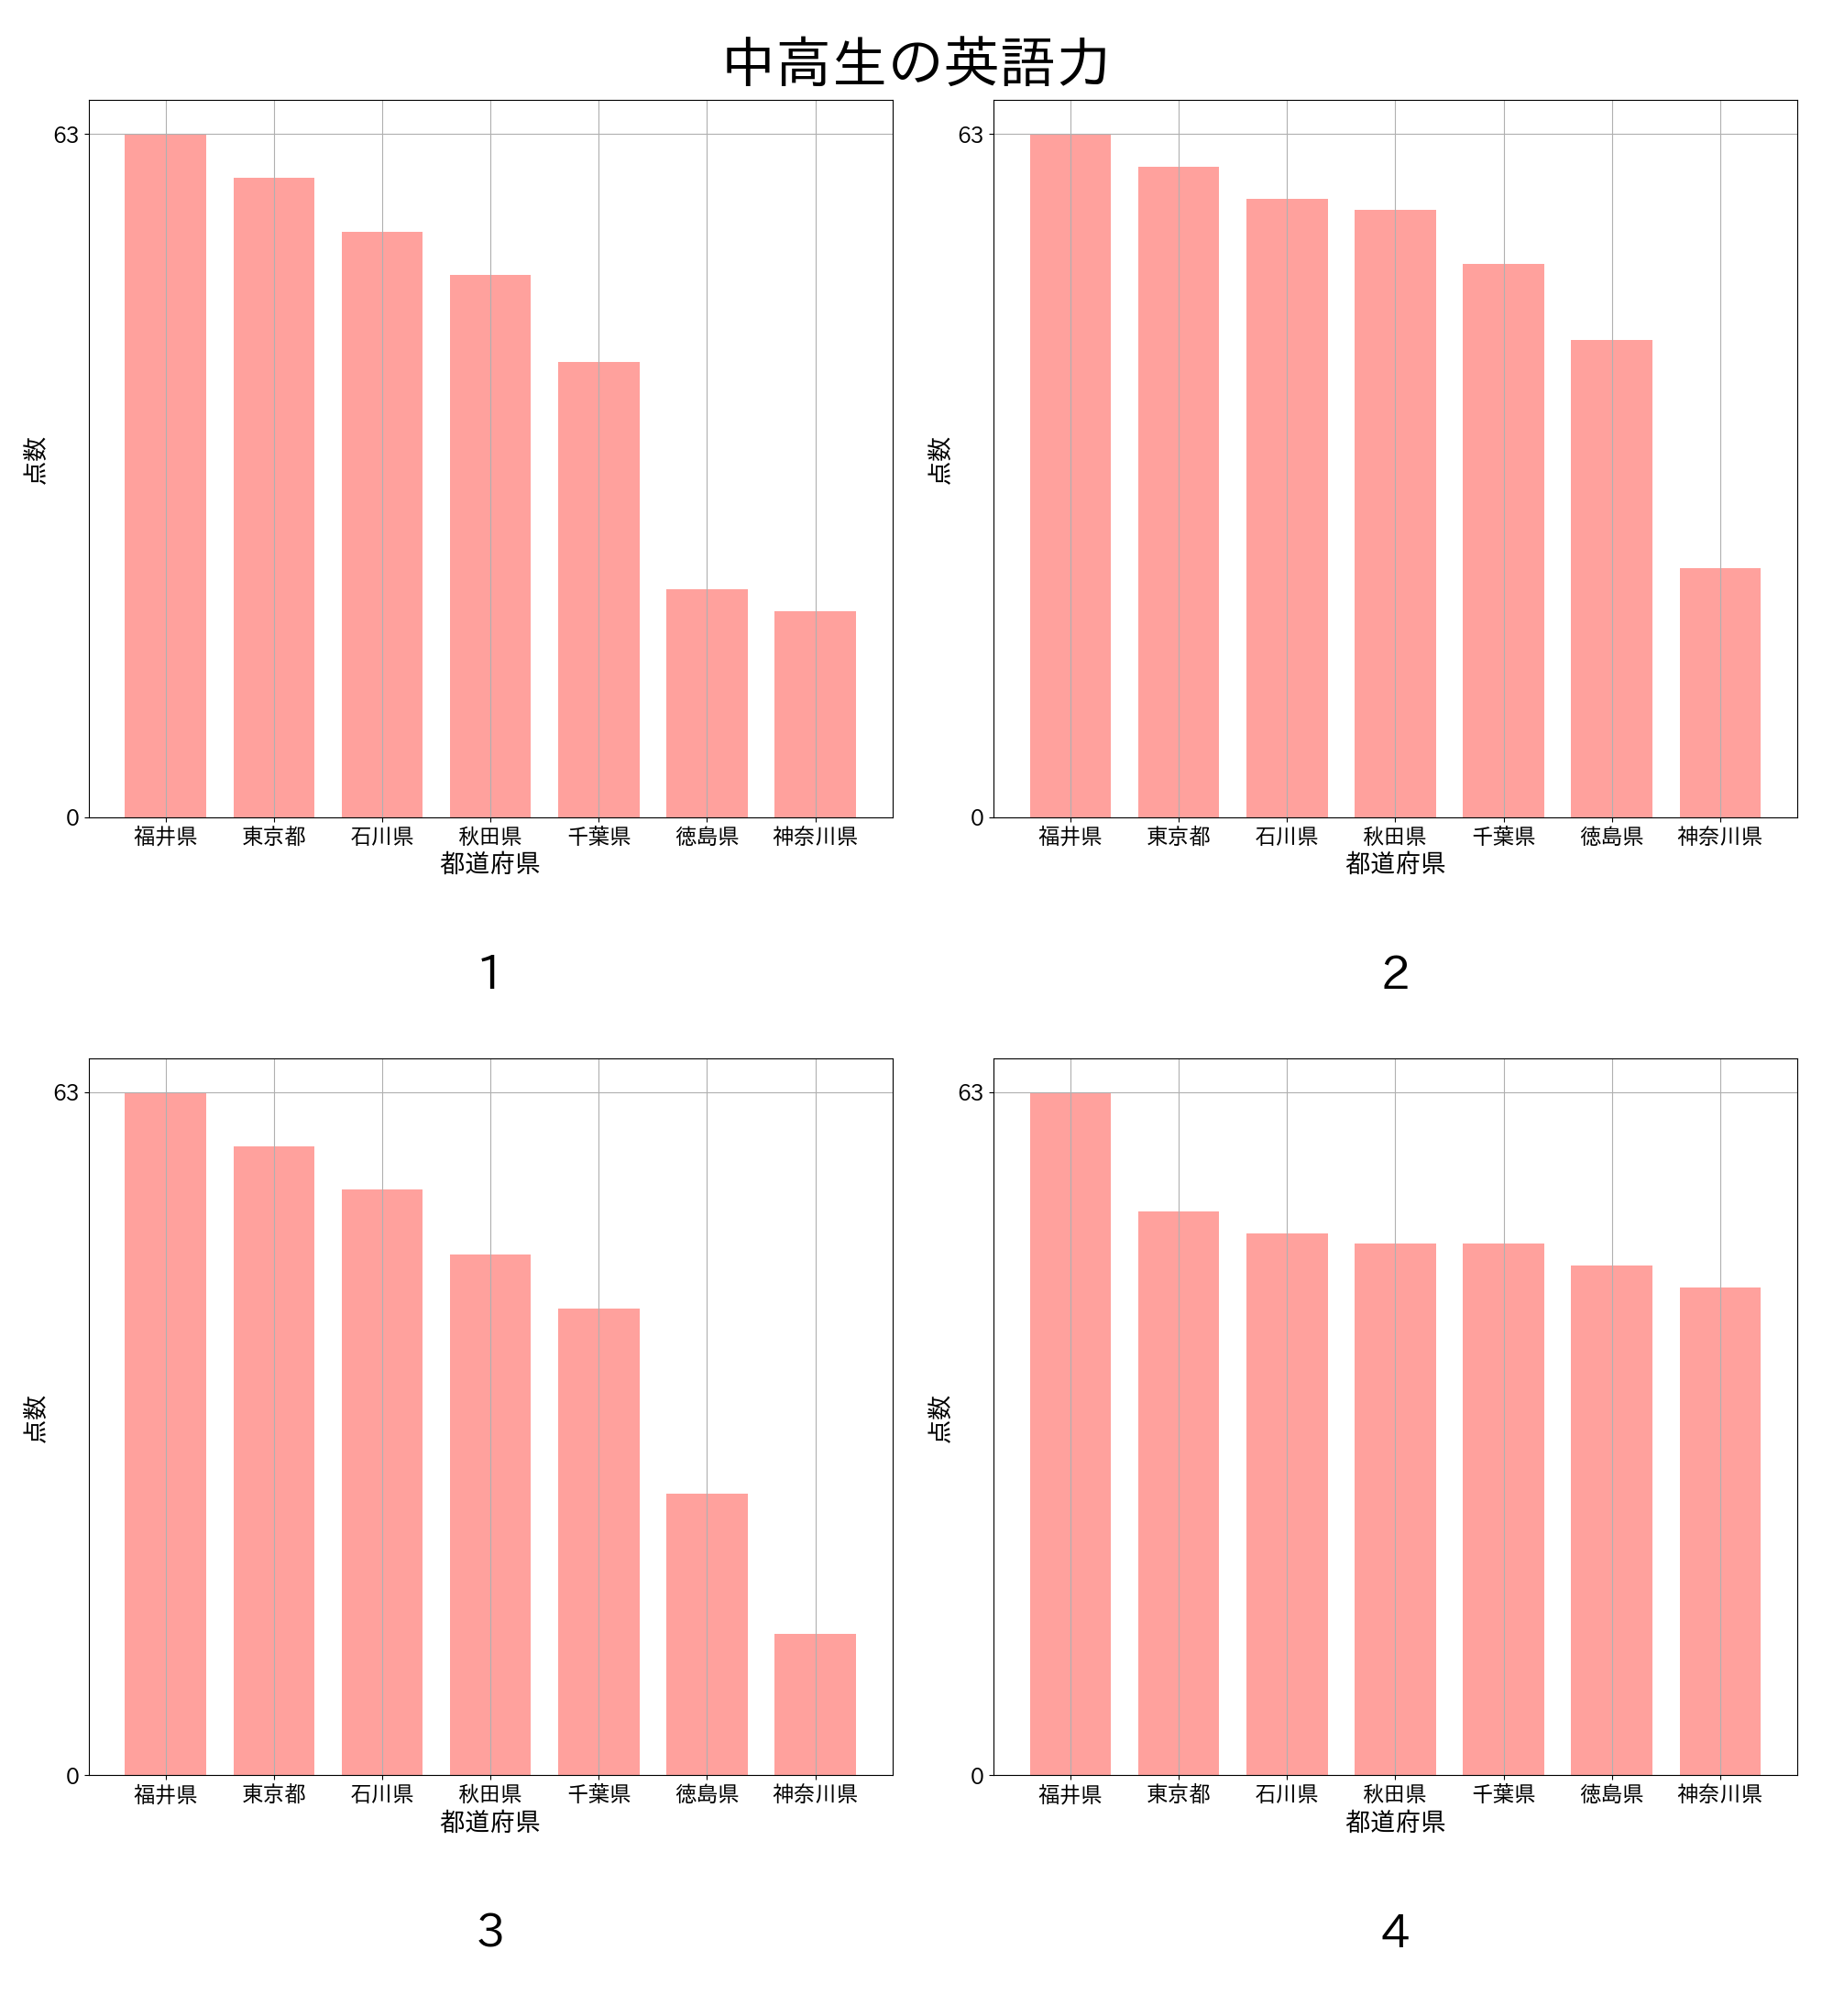 中高生の英語力
63
0
点数
福井県 東京都 石川県 秋田県 千葉県 徳島県 神奈川県
都道府県
1
63
0
点数
福井県 東京都 石川県 秋田県 千葉県 徳島県 神奈川県
都道府県
2
63
0
点数
福井県 東京都 石川県 秋田県 千葉県 徳島県 神奈川県
都道府県
3
63
0
点数
福井県 東京都 石川県 秋田県 千葉県 徳島県 神奈川県
都道府県
4